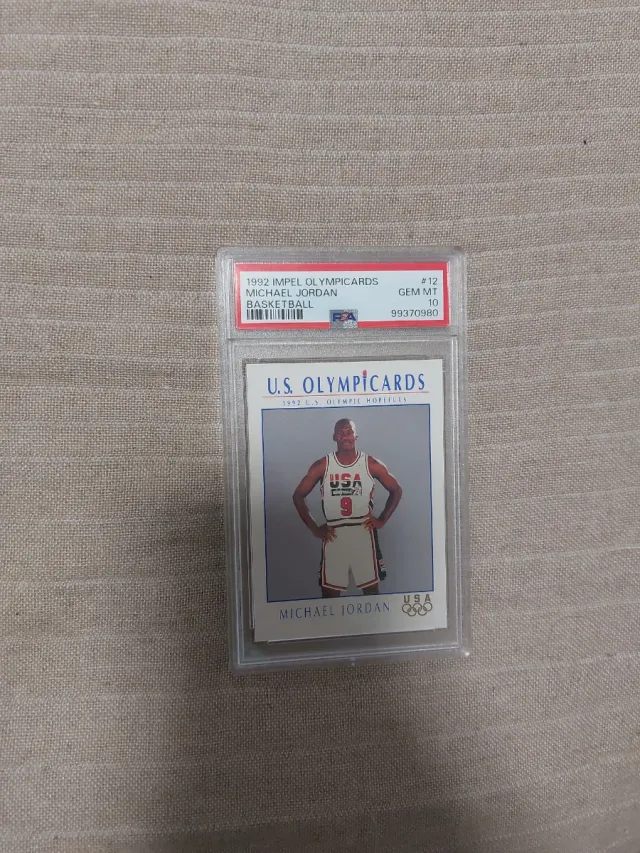 1992 IMPEL OLYMPICARDS #12
MICHAEL JORDAN GEM MT
BASKETBALL 10
99370980
PSA
U.S. OLYMPICARDS
1992 U.S. OLYMPIC HOPEFULS
USA
9
MICHAEL JORDAN
USA